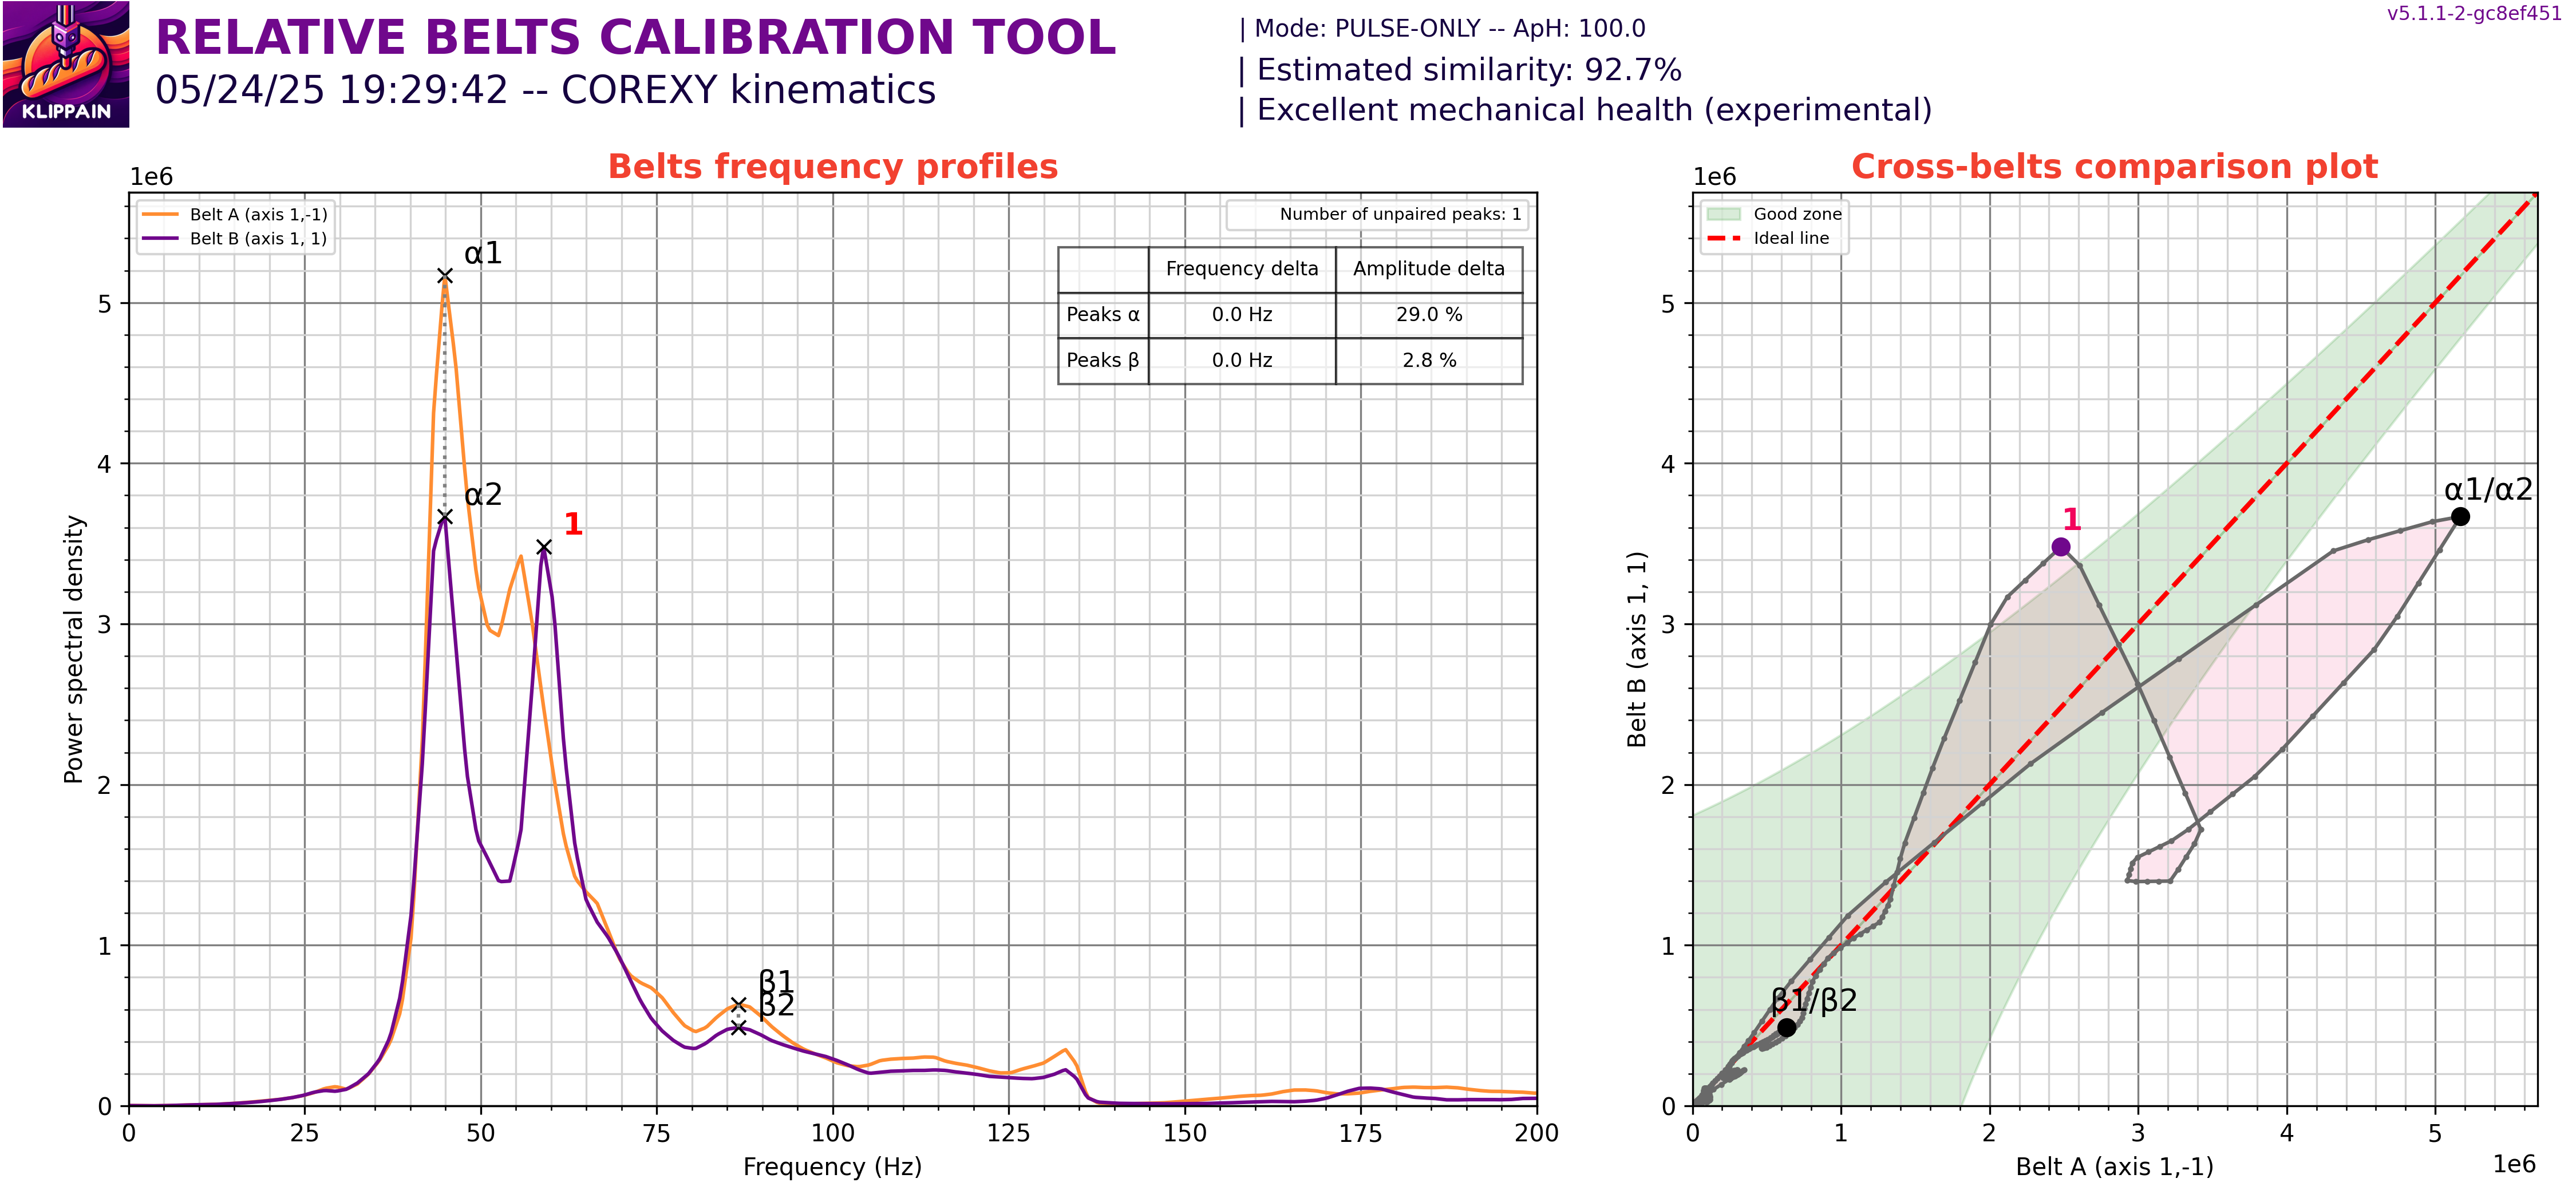 KLIPPAIN
RELATIVE BELTS CALIBRATION TOOL
05/24/25 19:29:42 -- COREXY kinematics
| Mode: PULSE-ONLY -- ApH: 100.0
| Estimated similarity: 92.7%
| Excellent mechanical health (experimental)
v5.1.1-2-gc8ef451
Belts frequency profiles
1e6
Belt A (axis 1,-1)
Belt B (axis 1, 1)
Number of unpaired peaks: 1
Frequency delta Amplitude delta
Peaks α 0.0 Hz 29.0 %
Peaks β 0.0 Hz 2.8 %
α1
α2
1
β1
β2
5
4
3
2
1
0
Power spectral density
0 25 50 75 100 125 150 175 200
Frequency (Hz)
Cross-belts comparison plot
1e6
Good zone
Ideal line
α1/α2
1
β1/β2
5
4
3
2
1
0
Belt B (axis 1, 1)
0 1 2 3 4 5
Belt A (axis 1,-1)
1e6